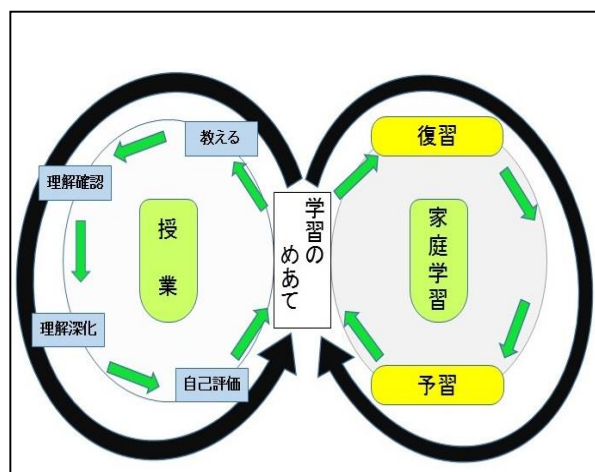 教える
理解確認
理解深化
自己評価
授業
学習の
めあて
復習
家庭学習
予習